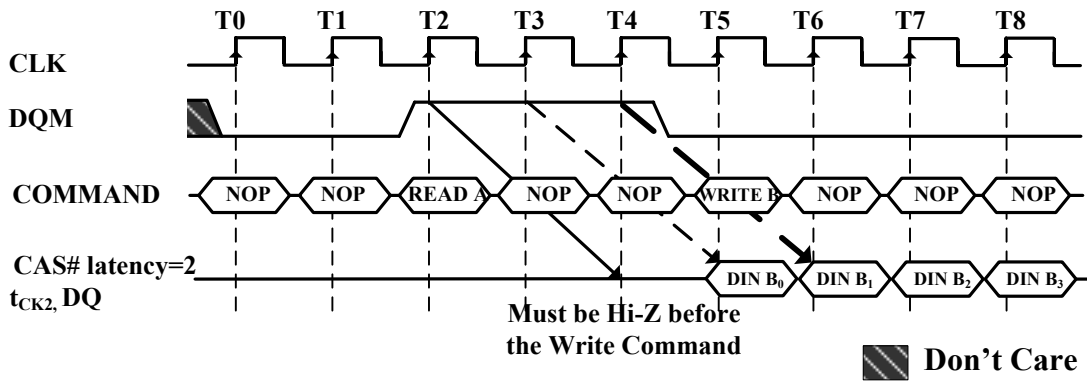 T0 T1 T2 T3 T4 T5 T6 T7 T8
CLK
DQM
COMMAND NOP NOP READ A NOP NOP WRITE B NOP NOP NOP
CAS# latency=2
tCK2, DQ
DIN B0 DIN B1 DIN B2 DIN B3
Must be Hi-Z before
the Write Command
Don't Care